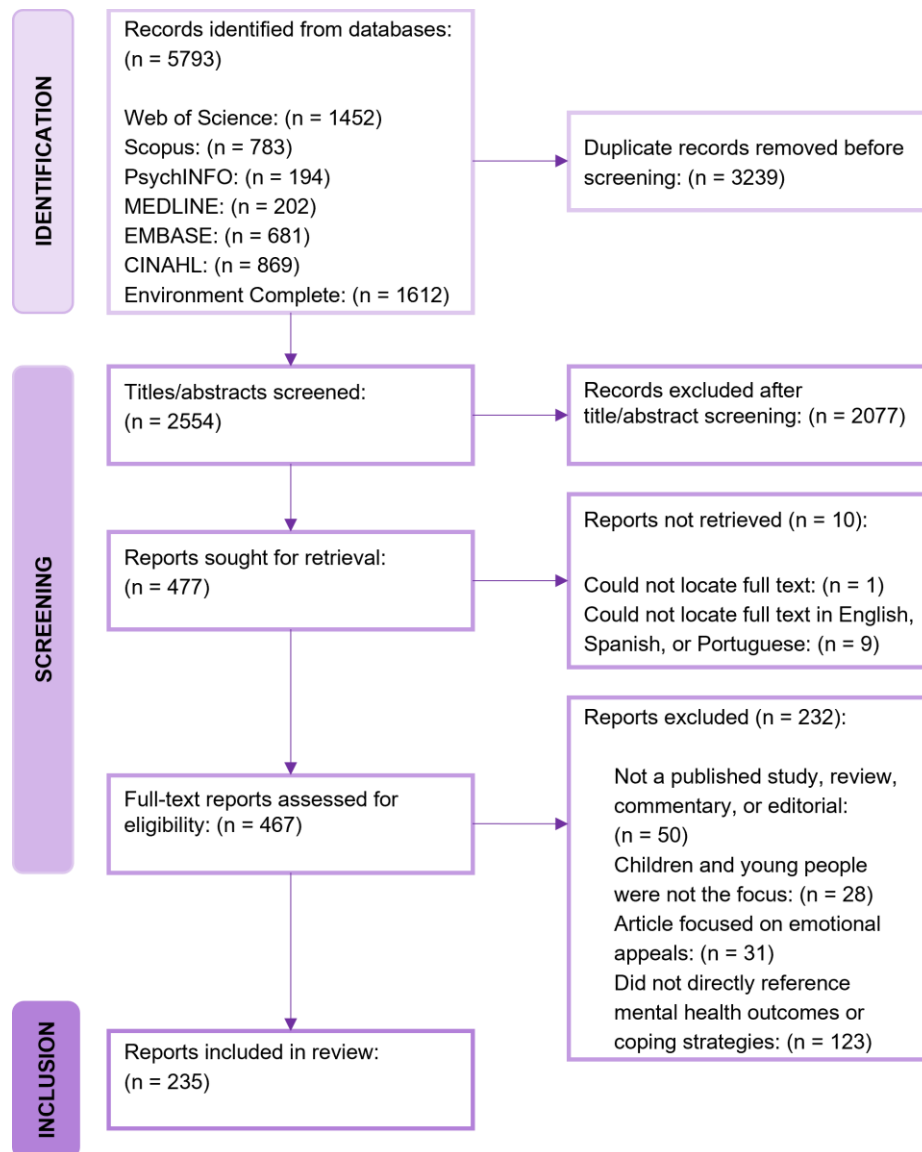 IDENTIFICATION
Records identified from databases:
(n = 5793)
Web of Science: (n = 1452)
Scopus: (n = 783)
PsychINFO: (n = 194)
MEDLINE: (n = 202)
EMBASE: (n = 681)
CINAHL: (n = 869)
Environment Complete: (n = 1612)
Duplicate records removed before
screening: (n = 3239)
SCREENING
Titles/abstracts screened:
(n = 2554)
Records excluded after
title/abstract screening: (n = 2077)
Reports sought for retrieval:
(n = 477)
Reports not retrieved (n = 10):
Could not locate full text: (n = 1)
Could not locate full text in English,
Spanish, or Portuguese: (n = 9)
Full-text reports assessed for
eligibility: (n = 467)
Reports excluded (n = 232):
Not a published study, review,
commentary, or editorial:
(n = 50)
Children and young people
were not the focus: (n = 28)
Article focused on emotional
appeals: (n = 31)
Did not directly reference
mental health outcomes or
coping strategies: (n = 123)
INCLUSION
Reports included in review:
(n = 235)